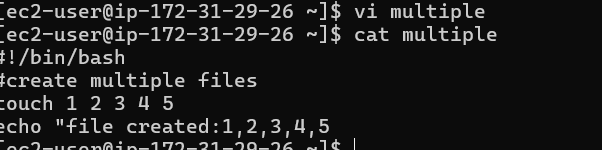 [ec2-user@ip-172-31-29-26 ~]$ vi multiple
[ec2-user@ip-172-31-29-26 ~]$ cat multiple
#!/bin/bash
#create multiple files
touch 1 2 3 4 5
echo "file created:1,2,3,4,5
[ec2-user@ip-172-31-29-26 ~]$